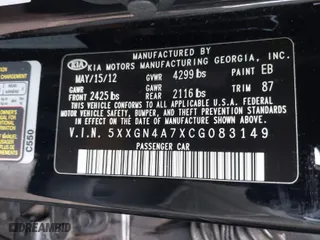 MANUFACTURED BY
KIA KIA MOTORS MANUFACTURING GEORGIA, INC.
MAY/15/12 GVWR 4299 lbs PAINT EB
GAWR FRONT 2425 lbs GAWR REAR 2116 lbs TRIM 87
THIS VEHICLE CONFORMS TO ALL APPLICABLE
FEDERAL MOTOR VEHICLE SAFETY, BUMPER, AND
THEFT PREVENTION STANDARDS IN EFFECT ON
THE DATE OF MANUFACTURE SHOWN ABOVE.
V.I.N. 5XXGN4A7XCG083149
PASSENGER CAR
C550
DREAMBID